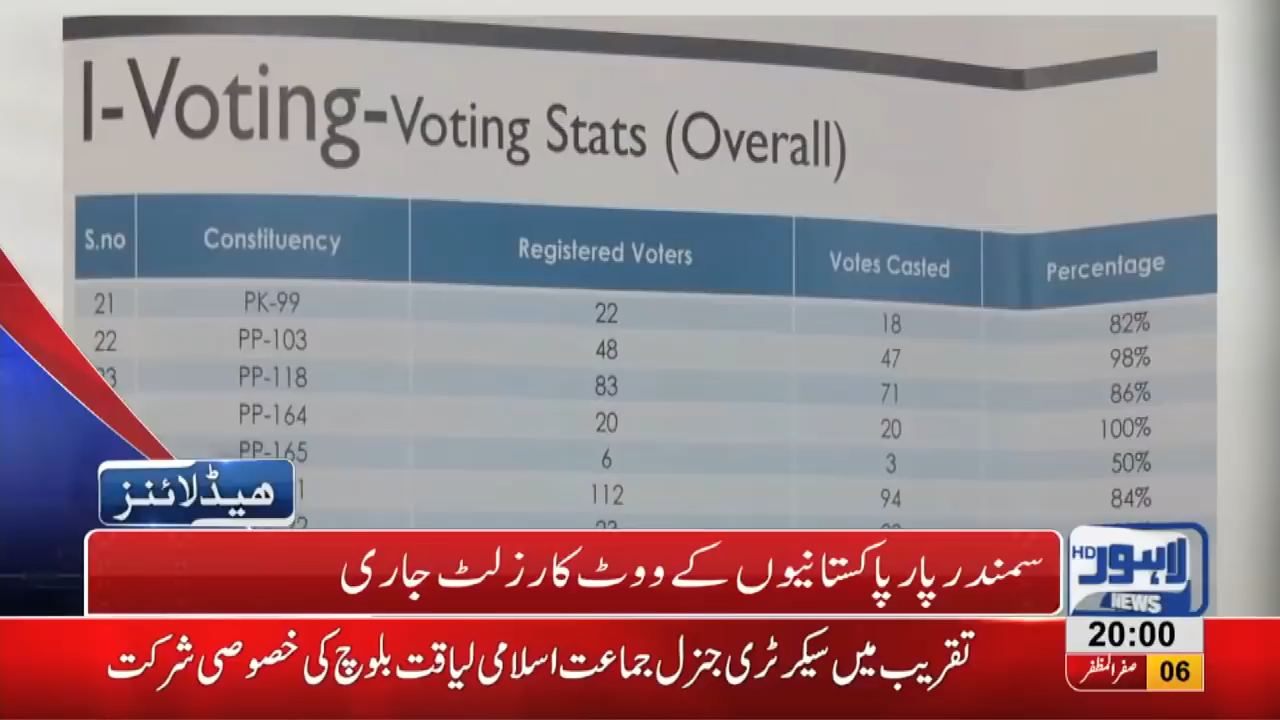 I-Voting-Voting Stats (Overall)
S.no Constituency Registered Voters Votes Casted Percentage
21 PK-99 22 18 82%
22 PP-103 48 47 98%
PP-118 83 71 86%
PP-164 20 20 100%
PP-165 6 3 50%
112 94 84%
ھیڈلائنز
سمندر پار پاکستانیوں کے ووٹ کا رزلٹ جاری
HD لاہور
NEWS
20:00
06 صفر المظفر
تقریب میں سیکرٹری جنرل جماعت اسلامی لیاقت بلوچ کی خصوصی شرکت